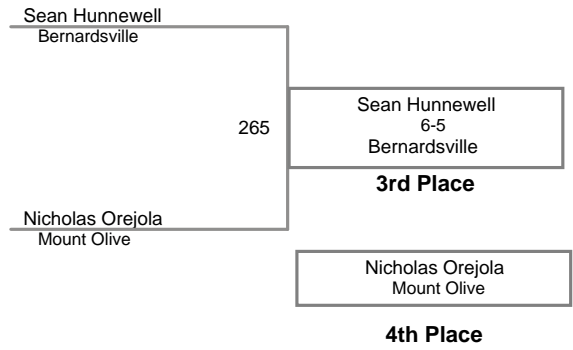 Sean Hunnewell
Bernardsville
265
Sean Hunnewell
6-5
Bernardsville
3rd Place
Nicholas Orejola
Mount Olive
Nicholas Orejola
Mount Olive
4th Place